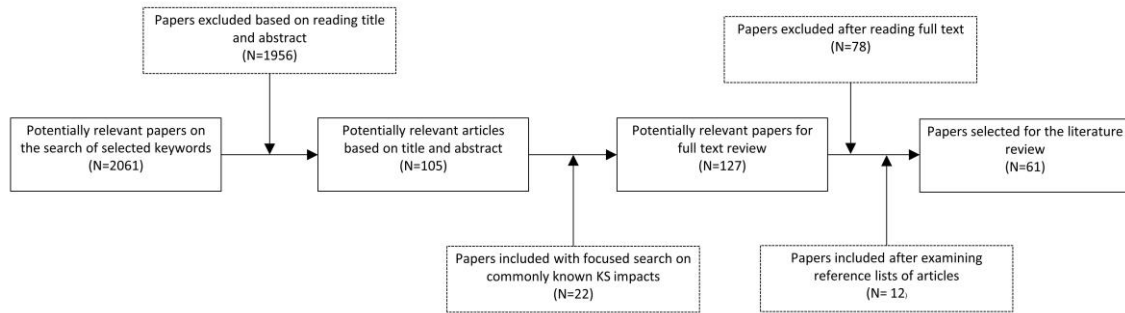 Papers excluded based on reading title
and abstract
(N=1956)
Papers excluded after reading full text
(N=78)
Potentially relevant papers on
the search of selected keywords
(N=2061)
Potentially relevant articles
based on title and abstract
(N=105)
Potentially relevant papers for
full text review
(N=127)
Papers selected for the literature
review
(N=61)
Papers included with focused search on
commonly known KS impacts
(N=22)
Papers included after examining
reference lists of articles
(N= 12)